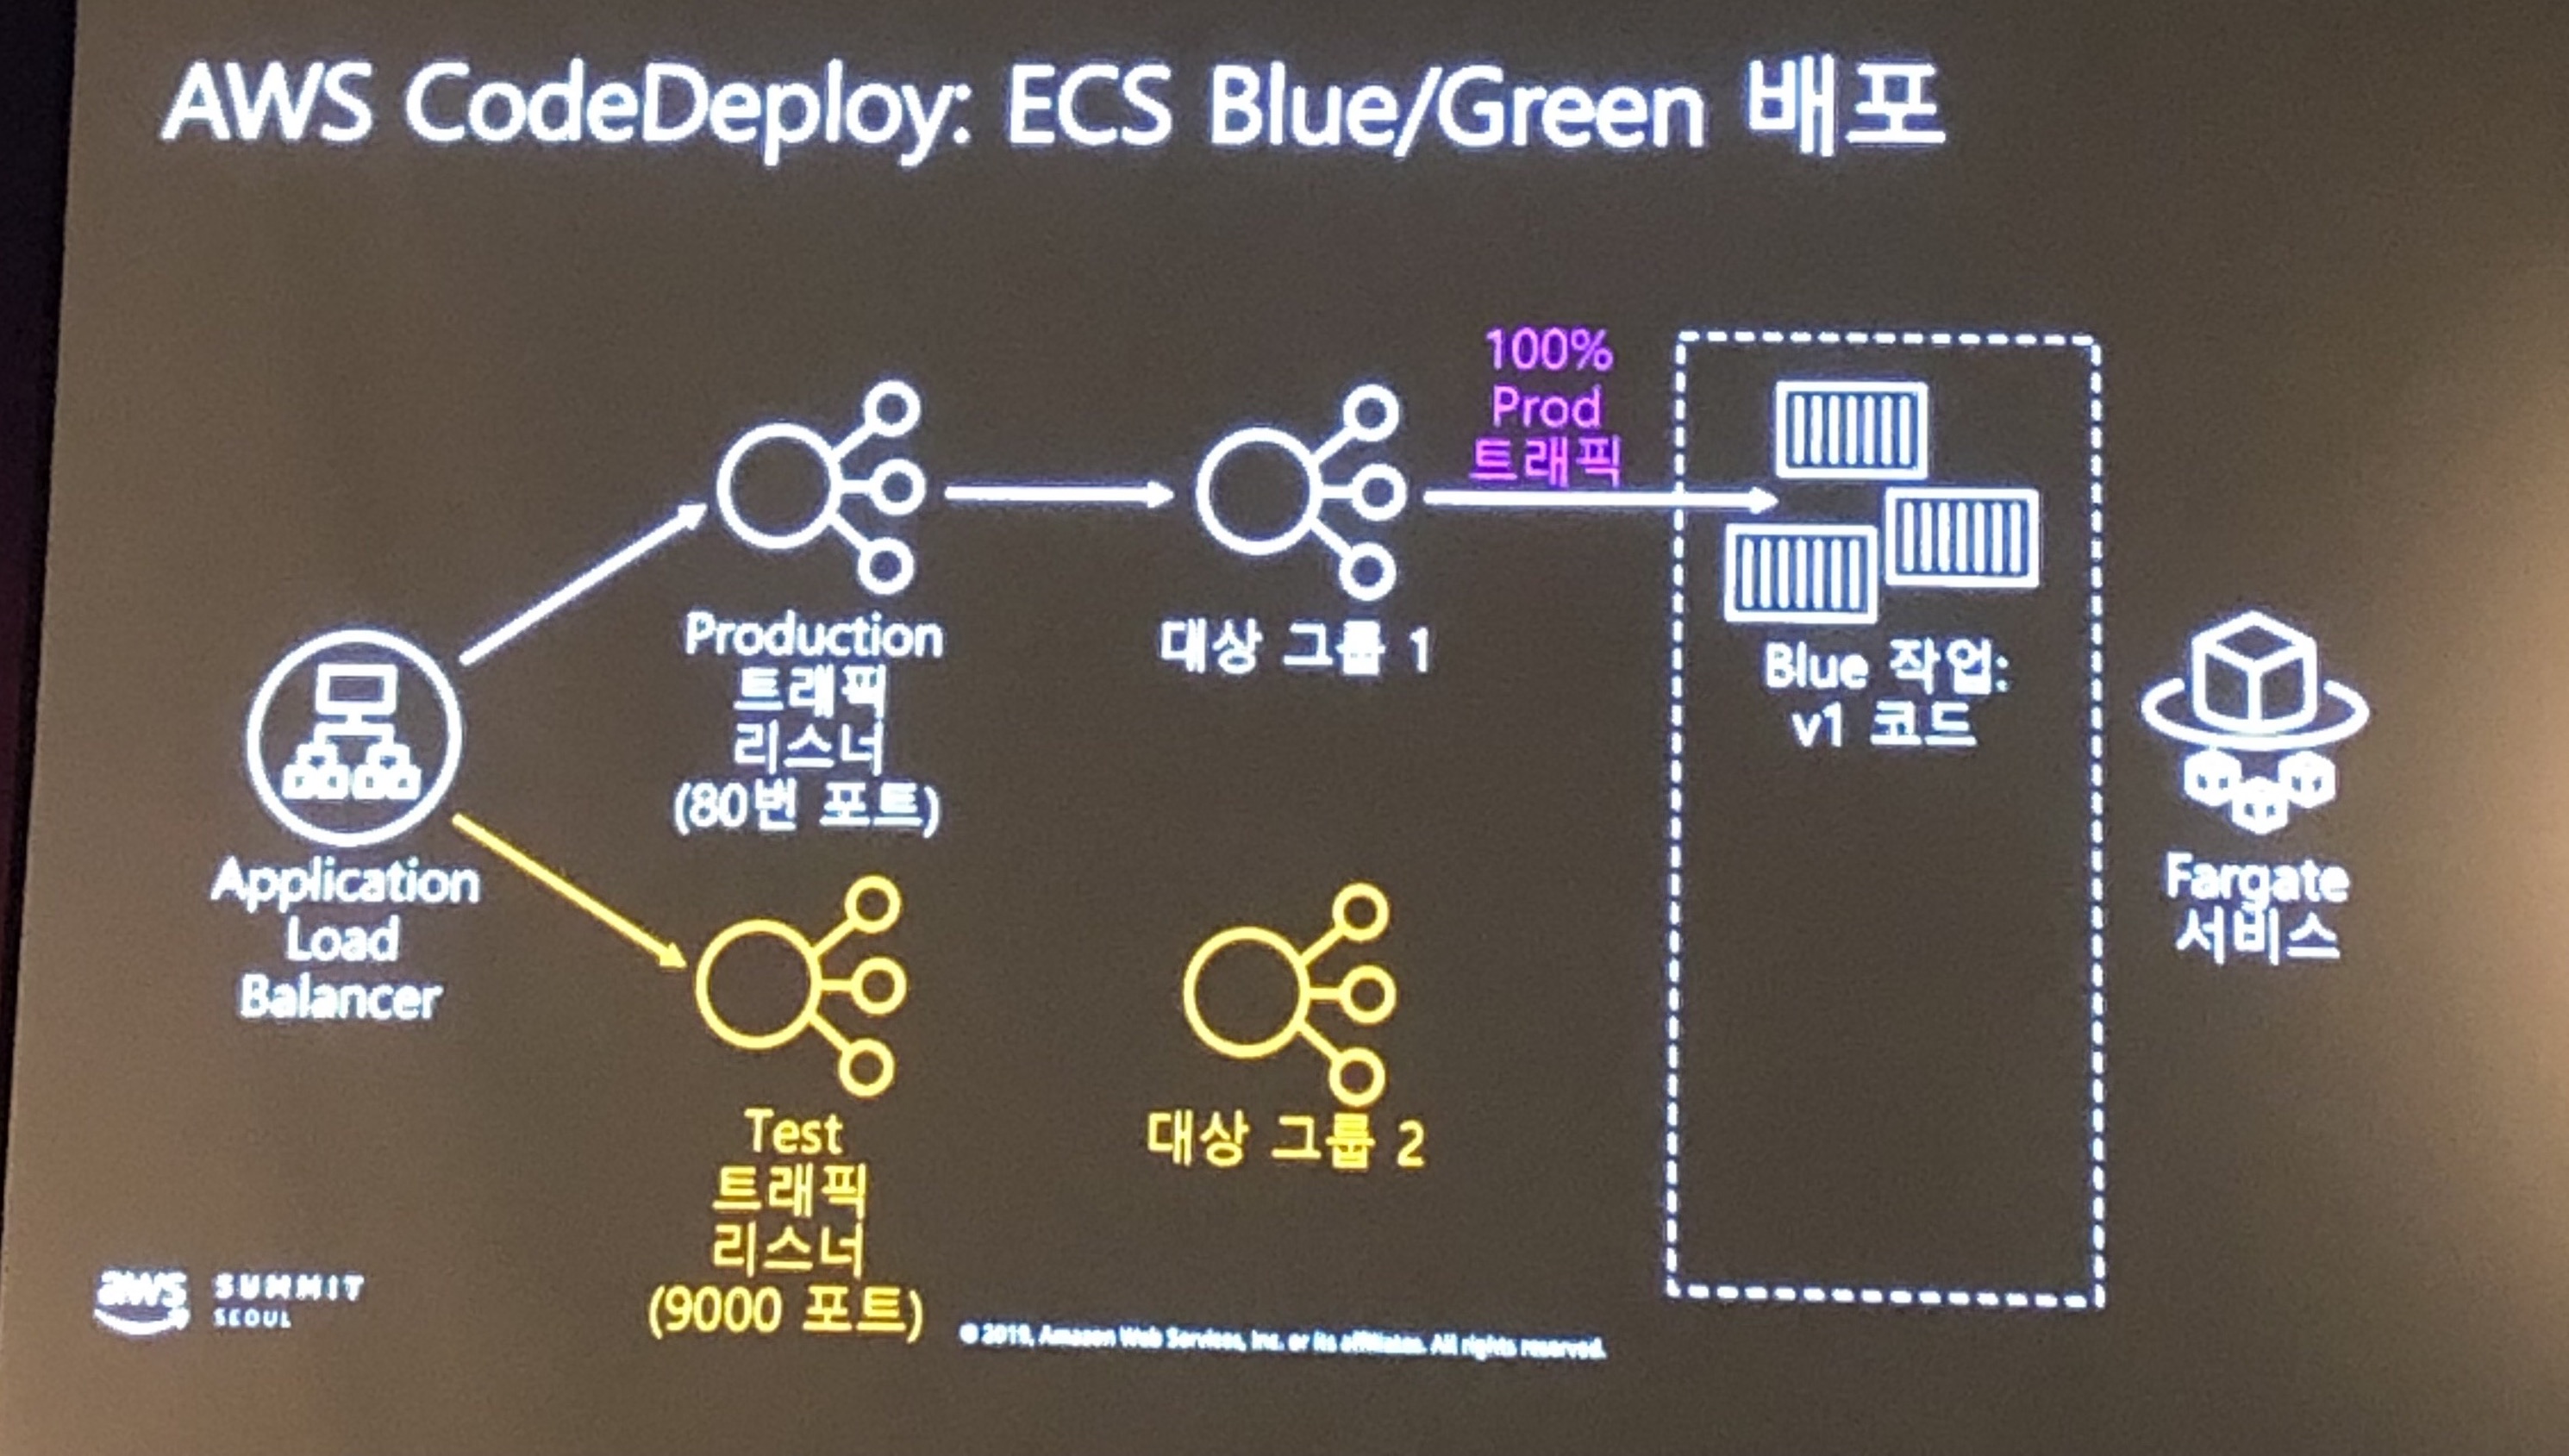 AWS CodeDeploy: ECS Blue/Green 배포
100%
Prod
트래픽
Production
트래픽
리스너
(80번 포트)
대상 그룹 1
Blue 작업:
v1 코드
Application
Load
Balancer
Fargate
서비스
Test
트래픽
리스너
(9000 포트)
대상 그룹 2
aws SUMMIT
SEOUL
© 2019, Amazon Web Services, Inc. or its affiliates. All rights reserved.